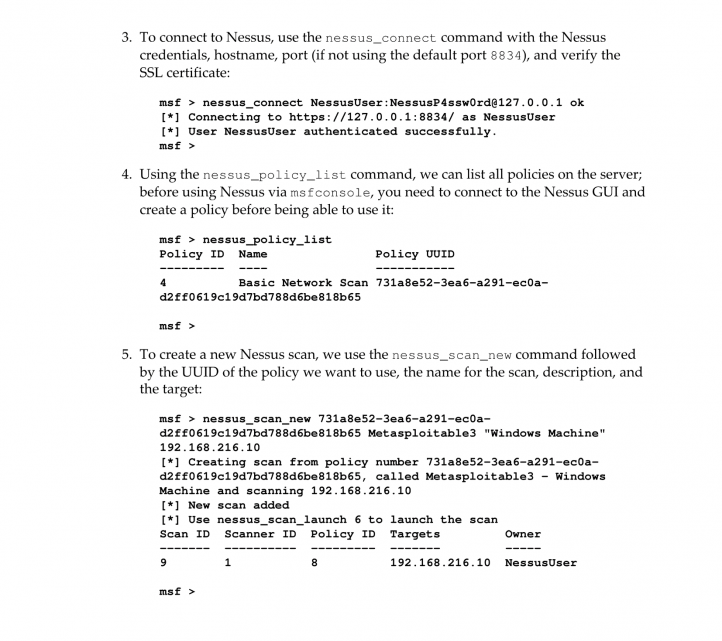 3. To connect to Nessus, use the nessus_connect command with the Nessus
credentials, hostname, port (if not using the default port 8834), and verify the
SSL certificate:
msf > nessus_connect NessusUser:NessusP4ssw0rd@127.0.0.1 ok
[*] Connecting to https://127.0.0.1:8834/ as NessusUser
[*] User NessusUser authenticated successfully.
msf >
4. Using the nessus_policy_list command, we can list all policies on the server;
before using Nessus via msfconsole, you need to connect to the Nessus GUI and
create a policy before being able to use it:
msf > nessus_policy_list
Policy ID Name Policy UUID
--------- ---- -----------
4 Basic Network Scan 731a8e52-3ea6-a291-ec0a-
d2ff0619c19d7bd788d6be818b65
msf >
5. To create a new Nessus scan, we use the nessus_scan_new command followed
by the UUID of the policy we want to use, the name for the scan, description, and
the target:
msf > nessus_scan_new 731a8e52-3ea6-a291-ec0a-
d2ff0619c19d7bd788d6be818b65 Metasploitable3 "Windows Machine"
192.168.216.10
[*] Creating scan from policy number 731a8e52-3ea6-a291-ec0a-
d2ff0619c19d7bd788d6be818b65, called Metasploitable3 - Windows
Machine and scanning 192.168.216.10
[*] New scan added
[*] Use nessus_scan_launch 6 to launch the scan
Scan ID Scanner ID Policy ID Targets Owner
------- ---------- --------- ------- -----
9 1 8 192.168.216.10 NessusUser
msf >